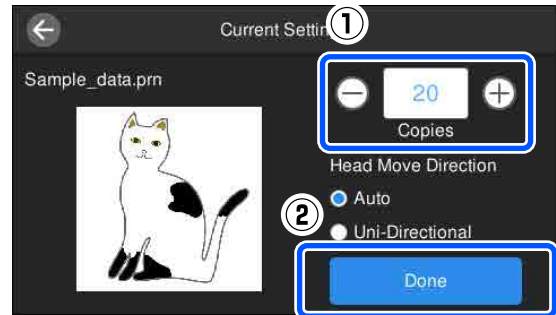 Current Settin
①
Sample_data.prn
20
Copies
Head Move Direction
Auto
②
Uni-Directional
Done